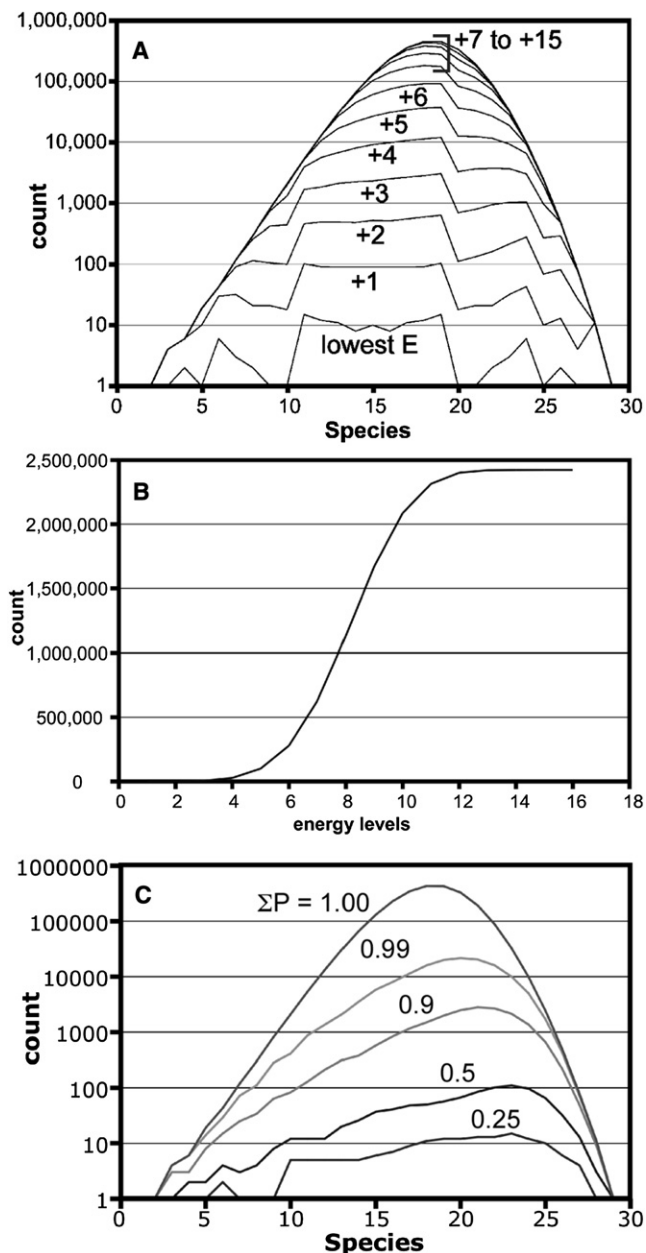 A
1,000,000
100,000
10,000
1,000
100
10
1
count
+7 to +15
+6
+5
+4
+3
+2
+1
lowest E
0 5 10 15 20 25 30
Species
B
2,500,000
2,000,000
1,500,000
1,000,000
500,000
0
count
0 2 4 6 8 10 12 14 16 18
energy levels
C
1000000
100000
10000
1000
100
10
1
count
ΣP = 1.00
0.99
0.9
0.5
0.25
0 5 10 15 20 25 30
Species